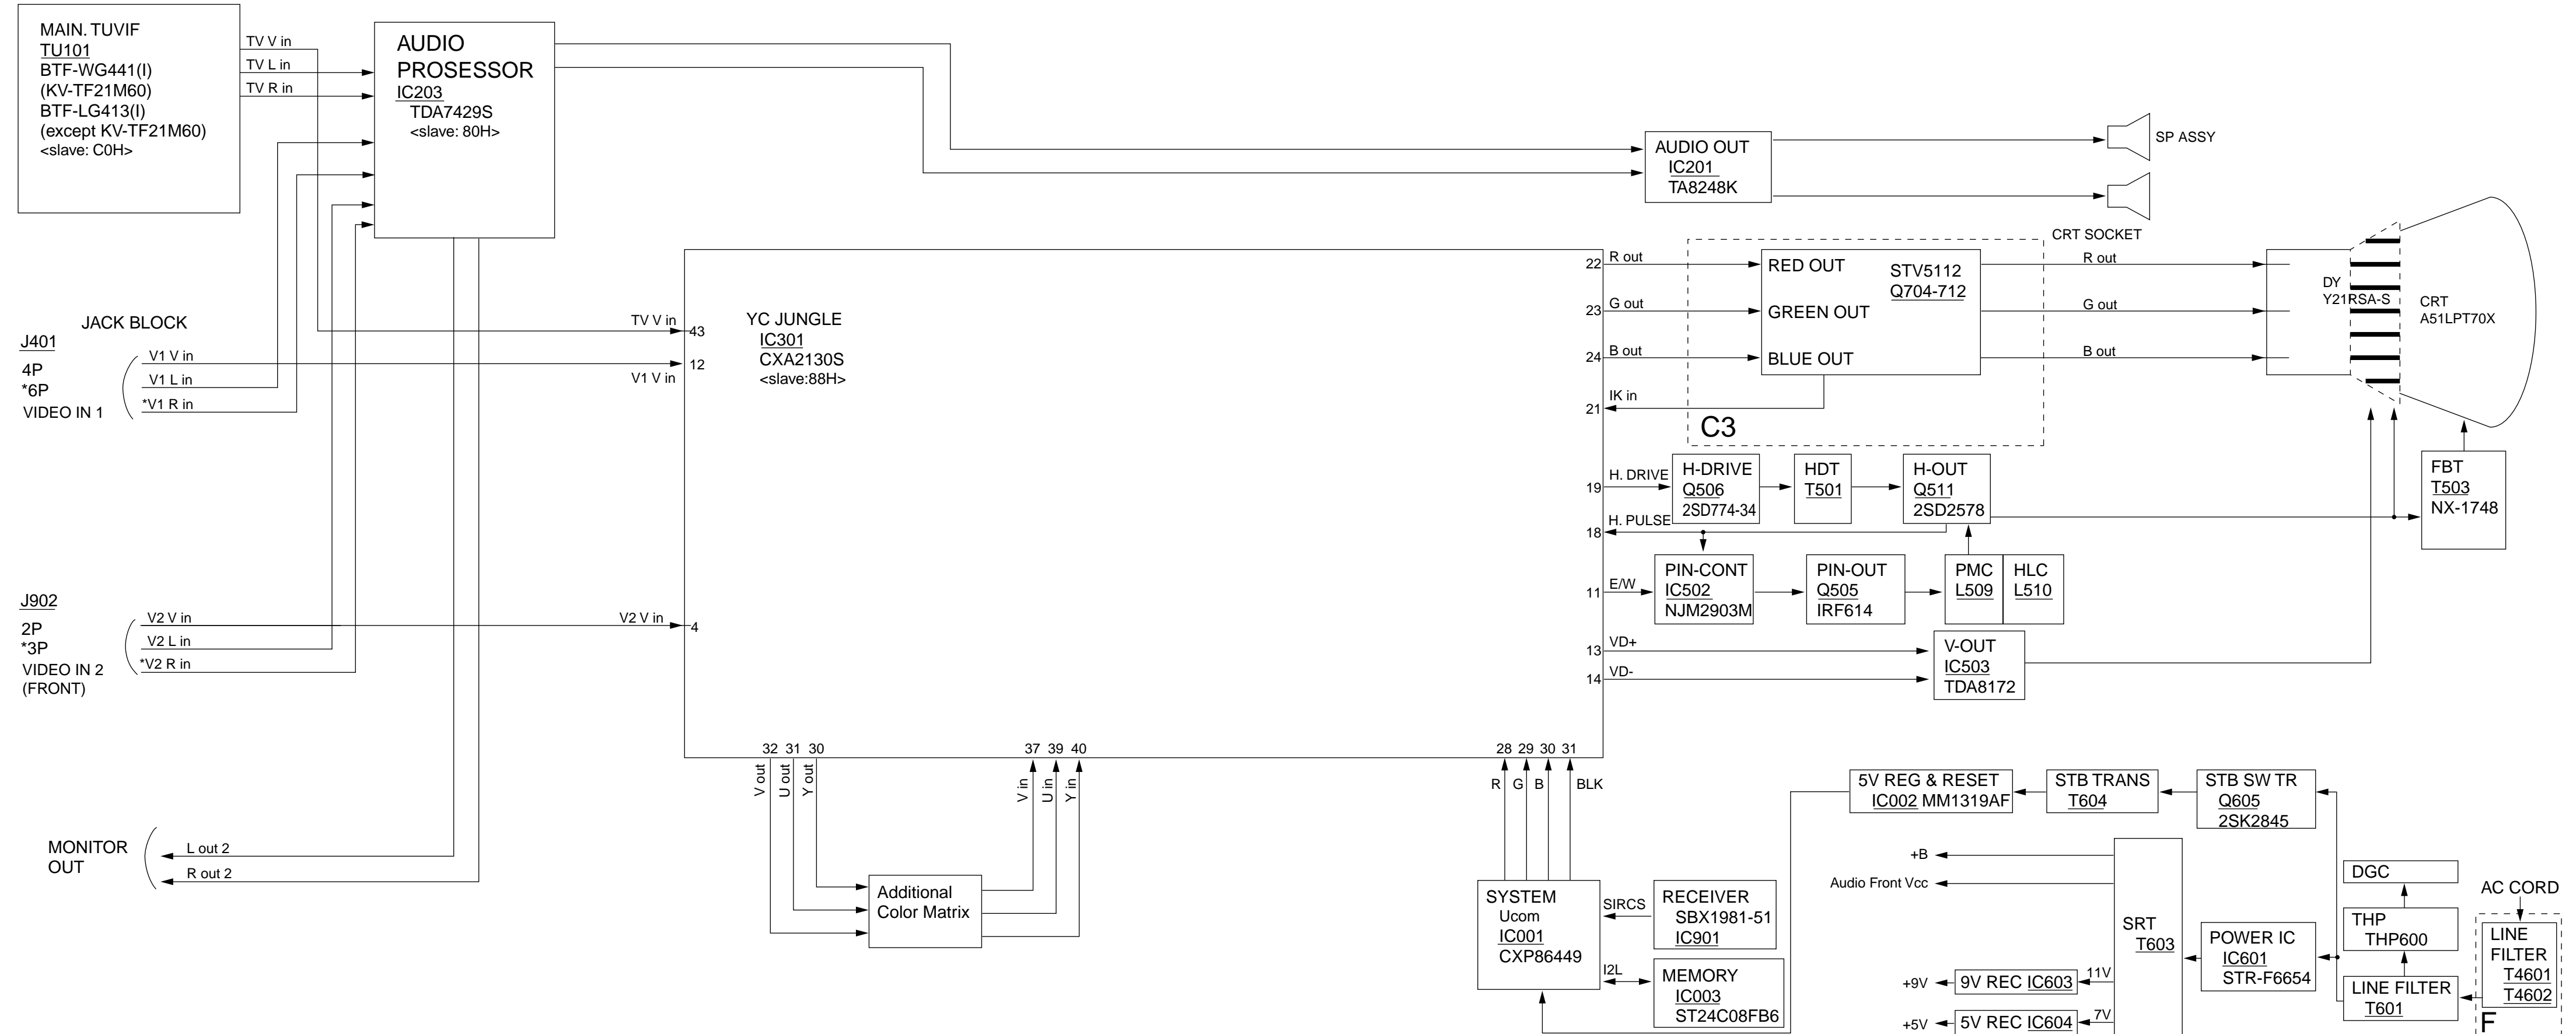 MAIN. TUVIF
TU101
BTF-WG441(I)
(KV-TF21M60)
BTF-LG413(I)
(except KV-TF21M60)
<slave: C0H>
TV V in
TV L in
TV R in
AUDIO
PROSESSOR
IC203
TDA7429S
<slave: 80H>
AUDIO OUT
IC201
TA8248K
SP ASSY
JACK BLOCK
J401
4P
*6P
VIDEO IN 1
V1 V in
V1 L in
*V1 R in
J902
2P
*3P
VIDEO IN 2
(FRONT)
V2 V in
V2 L in
*V2 R in
MONITOR
OUT
L out 2
R out 2
TV V in
43
12
V1 V in
V2 V in
4
YC JUNGLE
IC301
CXA2130S
<slave:88H>
22 R out
23 G out
24 B out
21 IK in
CRT SOCKET
RED OUT
GREEN OUT
BLUE OUT
STV5112
Q704-712
C3
R out
G out
B out
DY
Y21RSA-S
CRT
A51LPT70X
19 H. DRIVE
H-DRIVE
Q506
2SD774-34
HDT
T501
H-OUT
Q511
2SD2578
FBT
T503
NX-1748
18 H. PULSE
11 E/W
PIN-CONT
IC502
NJM2903M
PIN-OUT
Q505
IRF614
PMC
L509
HLC
L510
13 VD+
14 VD-
V-OUT
IC503
TDA8172
32 31 30
V out
U out
Y out
37 39 40
V in
U in
Y in
Additional
Color Matrix
28 29 30 31
R G B BLK
SYSTEM
Ucom
IC001
CXP86449
SIRCS
RECEIVER
SBX1981-51
IC901
I2L
MEMORY
IC003
ST24C08FB6
5V REG & RESET
IC002 MM1319AF
STB TRANS
T604
STB SW TR
Q605
2SK2845
+B
Audio Front Vcc
SRT
T603
+9V
9V REC IC603
11V
+5V
5V REC IC604
7V
POWER IC
IC601
STR-F6654
DGC
THP
THP600
LINE FILTER
T601
AC CORD
LINE
FILTER
T4601
T4602
F